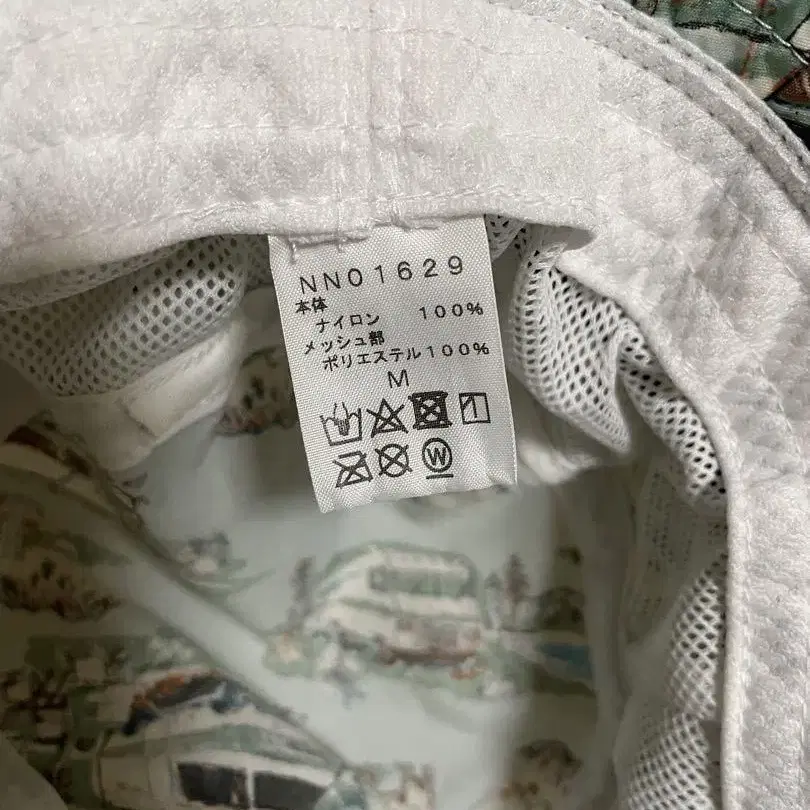 NN01629
本体
ナイロン 100%
メッシュ部
ポリエステル100%
M
W